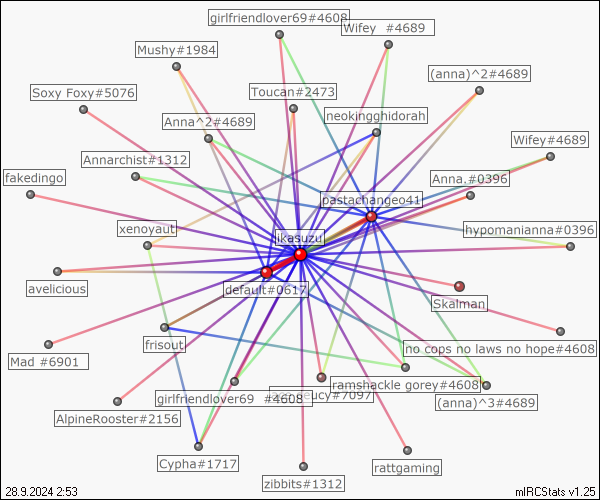 girlfriendlover69#4608
Wifey  #4689
Mushy#1984
(anna)^2#4689
Soxy Foxy#5076
Toucan#2473
neokingghidorah
Anna^2#4689
Wifey#4689
Annarchist#1312
fakedingo
Anna.#0396
pastachangeo41
xenoyaut
hypomanianna#0396
ikasuzu
avelicious
default#0617
Skalman
frisout
Mad #6901
no cops no laws no hope#4608
ramshackle gorey#4608
girlfriendlover69  #4608
eucy#7097
(anna)^3#4689
AlpineRooster#2156
Cypha#1717
rattgaming
zibbits#1312
28.9.2024 2:53
mIRCStats v1.25